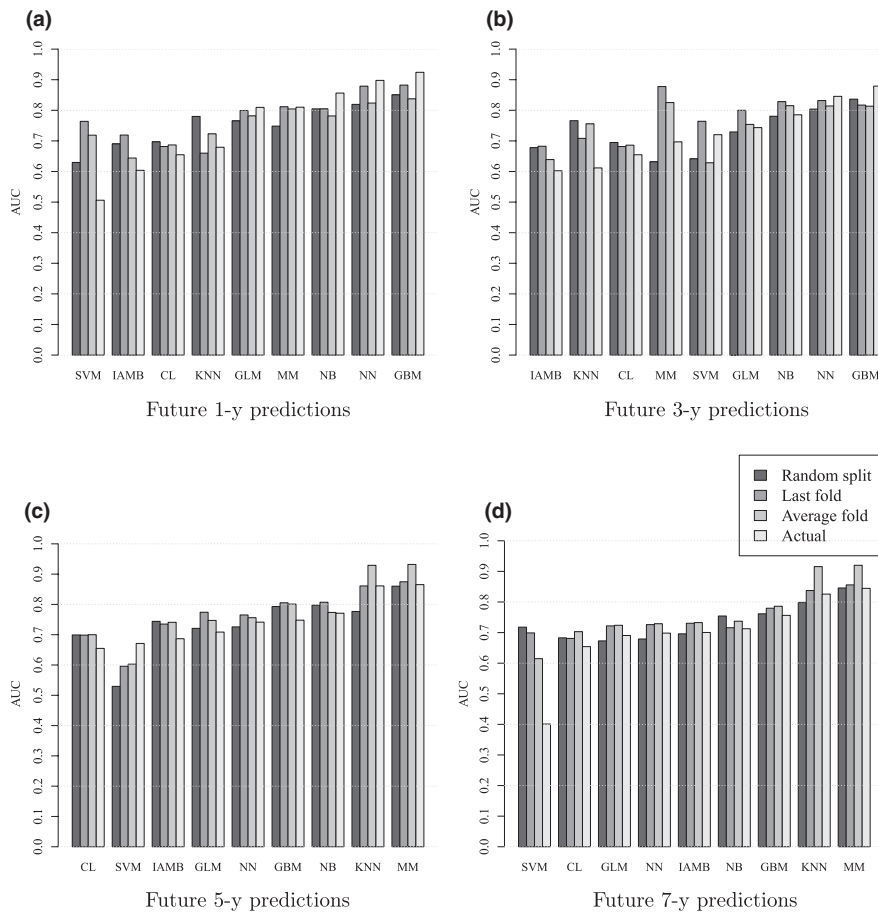 (a)
AUC
0.0 0.1 0.2 0.3 0.4 0.5 0.6 0.7 0.8 0.9 1.0
SVM IAMB CL KNN GLM MM NB NN GBM
Future 1-y predictions
(b)
AUC
0.0 0.1 0.2 0.3 0.4 0.5 0.6 0.7 0.8 0.9 1.0
IAMB KNN CL MM SVM GLM NB NN GBM
Future 3-y predictions
(c)
AUC
0.0 0.1 0.2 0.3 0.4 0.5 0.6 0.7 0.8 0.9 1.0
CL SVM IAMB GLM NN GBM NB KNN MM
Future 5-y predictions
(d)
Random split
Last fold
Average fold
Actual
AUC
0.0 0.1 0.2 0.3 0.4 0.5 0.6 0.7 0.8 0.9 1.0
SVM CL GLM NN IAMB NB GBM KNN MM
Future 7-y predictions